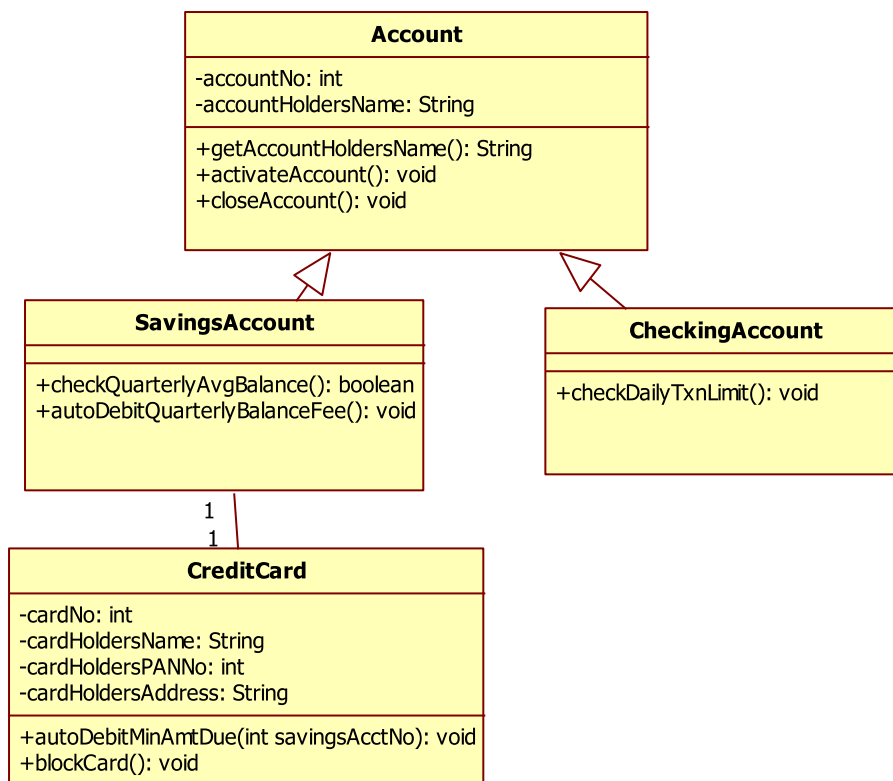 Account
-accountNo: int
-accountHoldersName: String
+getAccountHoldersName(): String
+activateAccount(): void
+closeAccount(): void
SavingsAccount
+checkQuarterlyAvgBalance(): boolean
+autoDebitQuarterlyBalanceFee(): void
CheckingAccount
+checkDailyTxnLimit(): void
1
1
CreditCard
-cardNo: int
-cardHoldersName: String
-cardHoldersPANNo: int
-cardHoldersAddress: String
+autoDebitMinAmtDue(int savingsAcctNo): void
+blockCard(): void